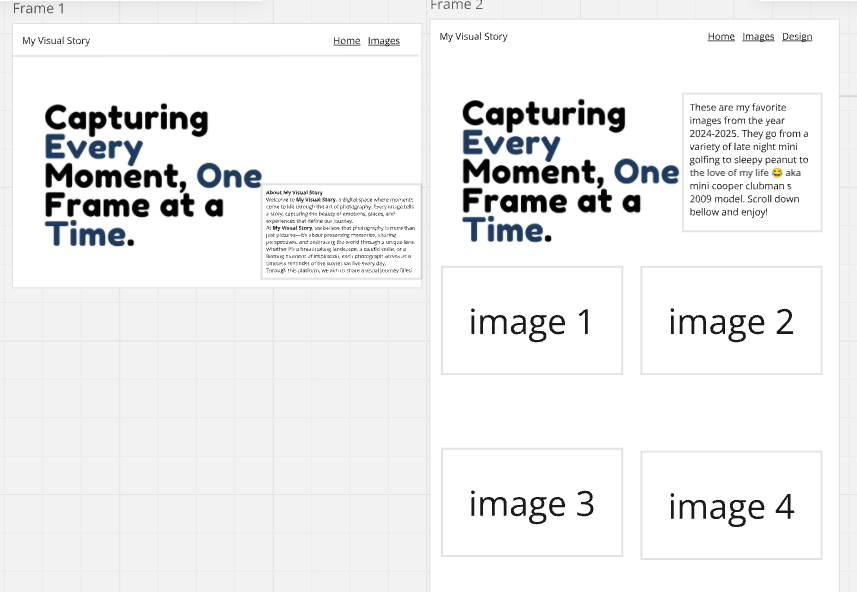 Frame 1
My Visual Story
Home Images
Capturing
Every
Moment, One
Frame at a
Time.
About My Visual Story
Welcome to My Visual Story, a digital space where moments
come to life through the art of photography. Every image tells
a story, capturing the beauty of emotions, places, and
experiences that define our journey.
At My Visual Story, we believe that photography is more than
just pictures—it's about preserving memories, sharing
perspectives, and embracing the world through a unique lens.
Whether it's a breathtaking landscape, a candid smile, or a
fleeting moment of inspiration, each photograph serves as a
timeless reminder of the stories we live every day.
Through this platform, we aim to share a visual journey filled
Frame 2
My Visual Story
Home Images Design
Capturing
Every
Moment, One
Frame at a
Time.
These are my favorite
images from the year
2024-2025. They go from a
variety of late night mini
golfing to sleepy peanut to
the love of my life 😂 aka
mini cooper clubman s
2009 model. Scroll down
bellow and enjoy!
image 1
image 2
image 3
image 4